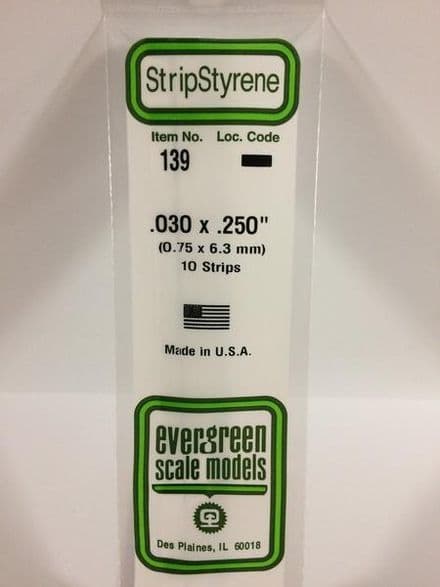 StripStyrene
Item No. Loc. Code
139
.030 x .250"
(0.75 x 6.3 mm)
10 Strips
Made in U.S.A.
evergreen
scale models
Des Plaines, IL 60018